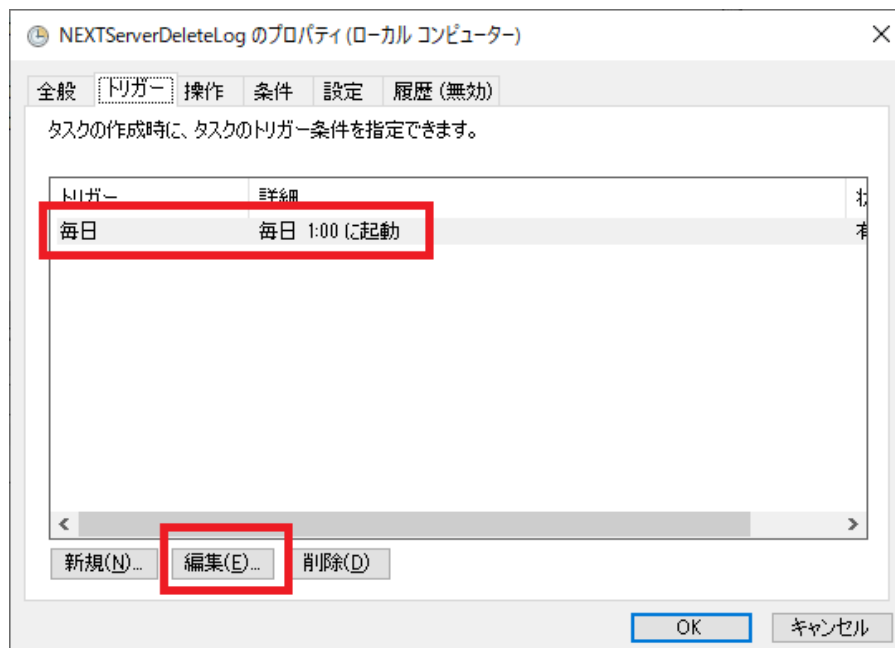 NEXTServerDeleteLog のプロパティ (ローカル コンピューター)
全般 トリガー 操作 条件 設定 履歴 (無効)
タスクの作成時に、タスクのトリガー条件を指定できます。
トリガー 詳細
毎日 毎日 1:00 に起動
新規(N)... 編集(E)... 削除(D)
OK キャンセル